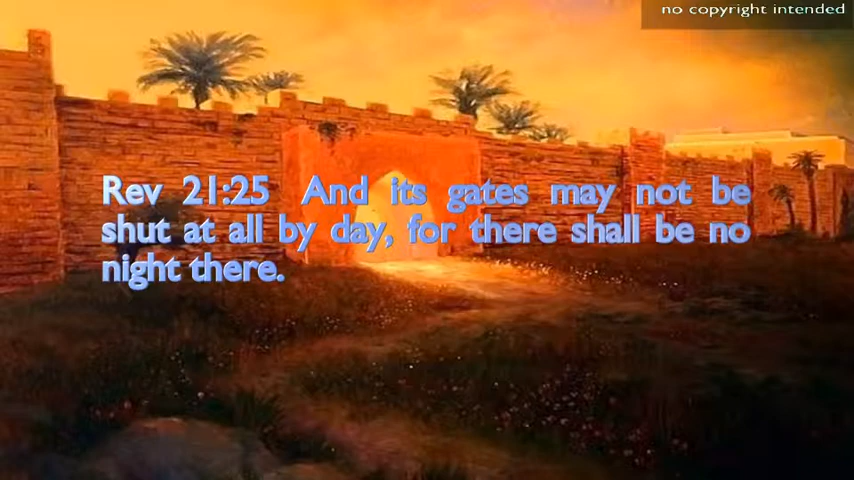 no copyright intended
Rev 21:25 And its gates may not be
shut at all by day, for there shall be no
night there.